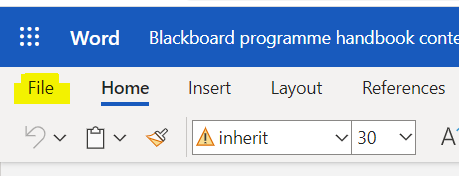 Word Blackboard programme handbook conte
File Home Insert Layout References
inherit 30 A